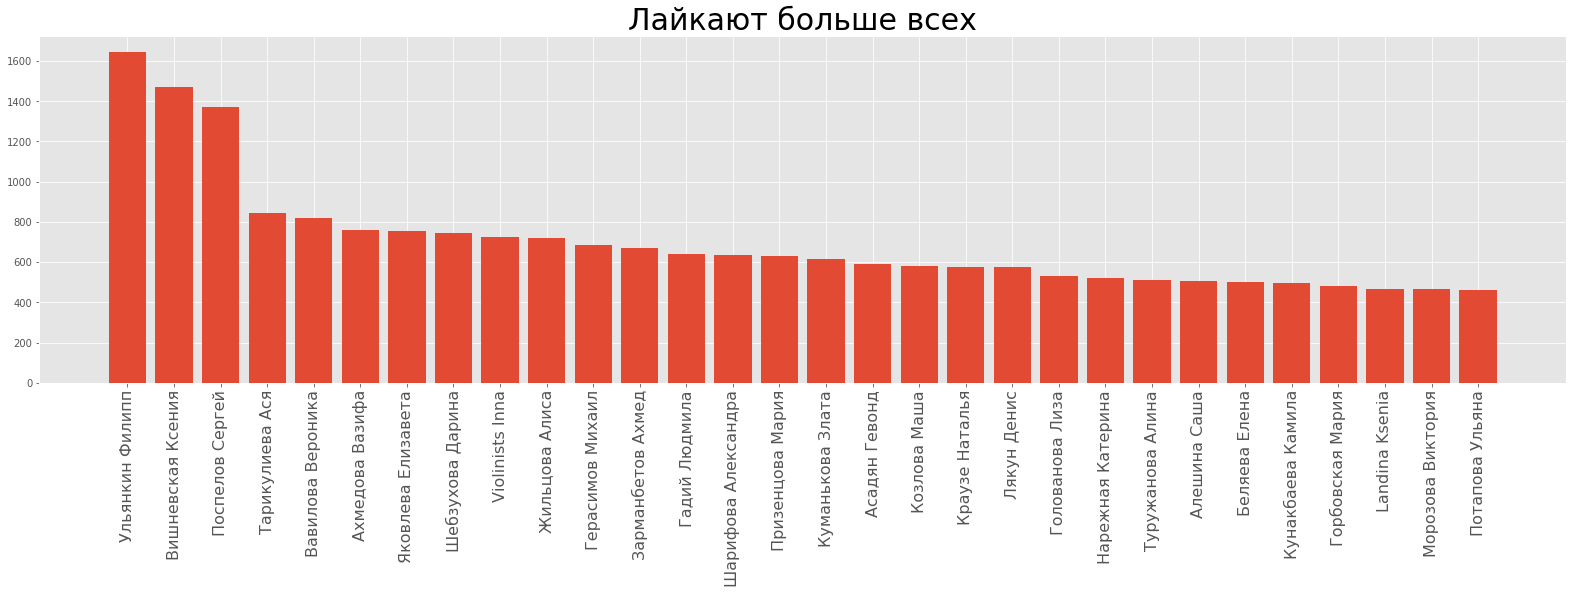 Лайкают больше всех
1600
1400
1200
1000
800
600
400
200
0
Ульянкин Филипп
Вишневская Ксения
Поспелов Сергей
Тарикулиева Ася
Вавилова Вероника
Ахмедова Вазифа
Яковлева Елизавета
Шебзухова Дарина
Violinists Inna
Жильцова Алиса
Герасимов Михаил
Зарманбетов Ахмед
Гадий Людмила
Шарифова Александра
Призенцова Мария
Куманькова Злата
Асадян Гевонд
Козлова Маша
Краузе Наталья
Лякун Денис
Голованова Лиза
Нарежная Катерина
Туружанова Алина
Алешина Саша
Беляева Елена
Кунакбаева Камила
Горбовская Мария
Landina Ksenia
Морозова Виктория
Потапова Ульяна